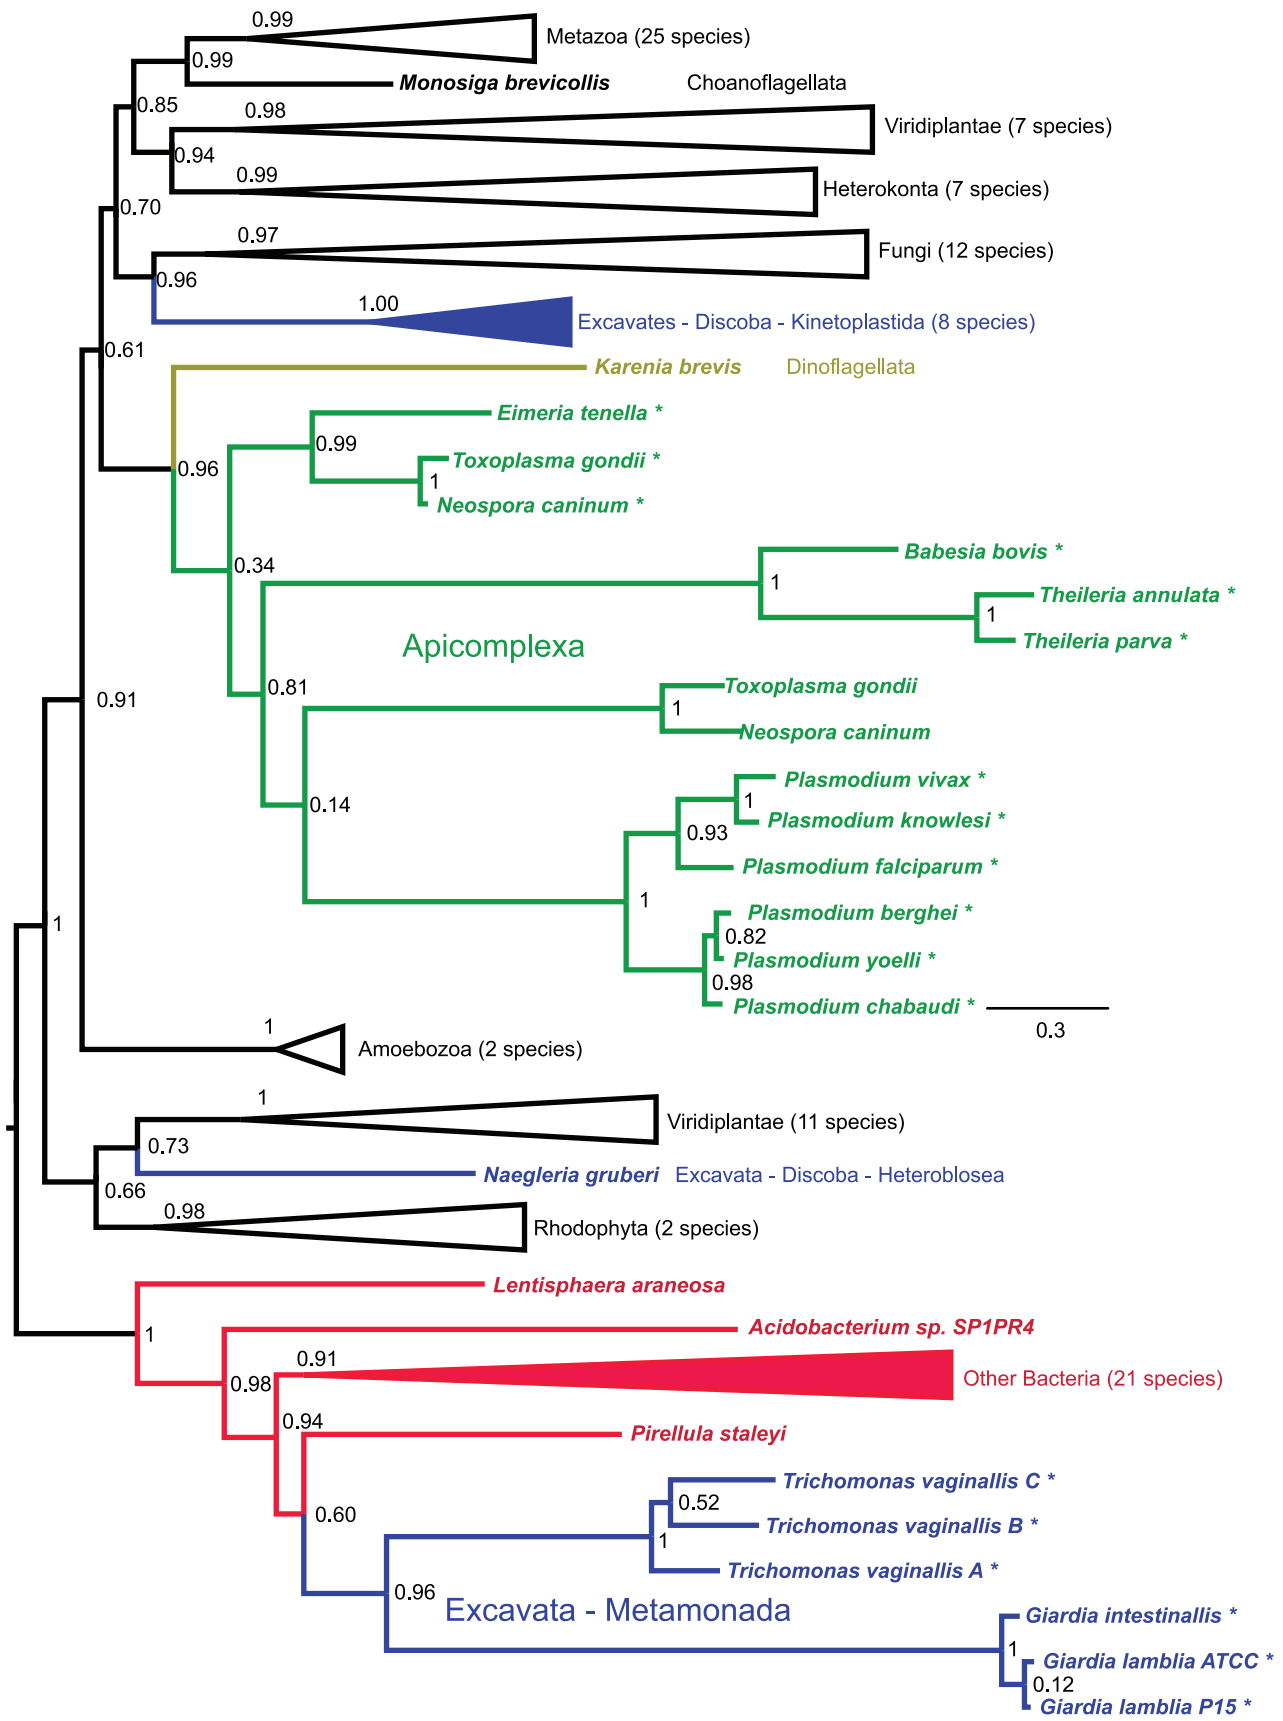 0.99
Metazoa (25 species)
0.99
Monosiga brevicollis Choanoflagellata
0.85
0.98
Viridiplantae (7 species)
0.94
0.99
Heterokonta (7 species)
0.70
0.97
Fungi (12 species)
0.96
1.00
Excavates - Discoba - Kinetoplastida (8 species)
0.61
Karenia brevis Dinoflagellata
Eimeria tenella *
0.99
0.96
Toxoplasma gondii *
1
Neospora caninum *
0.34
Babesia bovis *
1
Theileria annulata *
1
Theileria parva *
Apicomplexa
0.81
Toxoplasma gondii
0.91
1
Neospora caninum
Plasmodium vivax *
1
0.14
Plasmodium knowlesi *
0.93
Plasmodium falciparum *
1
Plasmodium berghei *
1
0.82
Plasmodium yoelli *
0.98
Plasmodium chabaudi *
0.3
1
Amoebozoa (2 species)
1
Viridiplantae (11 species)
0.73
Naegleria gruberi Excavata - Discoba - Heteroblosea
0.66
0.98
Rhodophyta (2 species)
Lentisphaera araneosa
1
Acidobacterium sp. SP1PR4
0.91
Other Bacteria (21 species)
0.98
0.94
Pirellula staleyi
Trichomonas vaginallis C *
0.52
0.60
Trichomonas vaginallis B *
1
Trichomonas vaginallis A *
0.96
Excavata - Metamonada
Giardia intestinallis *
1
Giardia lamblia ATCC *
0.12
Giardia lamblia P15 *